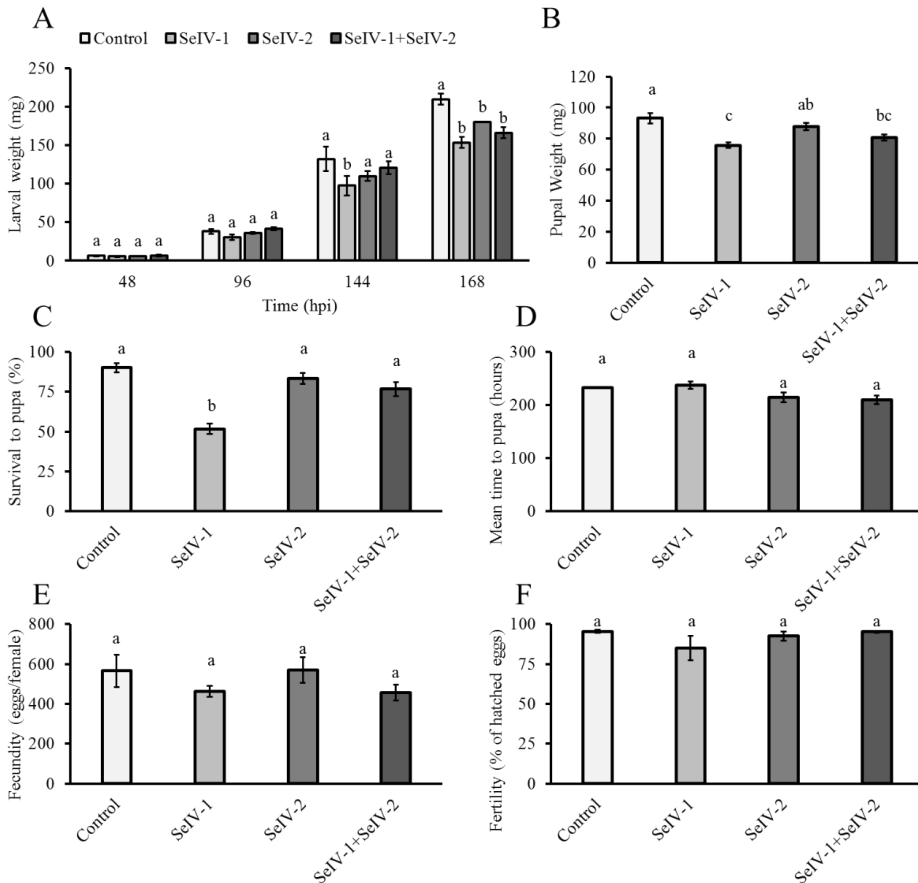 A
Control SeIV-1 SeIV-2 SeIV-1+SeIV-2
Larval weight (mg)
250
200
150
100
50
0
a a a a
a a a a
a b a a
a b b b
48 96 144 168
Time (hpi)
B
Pupal Weight (mg)
120
100
80
60
40
20
0
a c ab bc
Control SeIV-1 SeIV-2 SeIV-1+SeIV-2
C
Survival to pupa (%)
100
75
50
25
0
a b a a
Control SeIV-1 SeIV-2 SeIV-1+SeIV-2
D
Mean time to pupa (hours)
300
200
100
0
a a a a
Control SeIV-1 SeIV-2 SeIV-1+SeIV-2
E
Fecundity (eggs/female)
800
600
400
200
0
a a a a
Control SeIV-1 SeIV-2 SeIV-1+SeIV-2
F
Fertility (% of hatched eggs)
100
75
50
25
0
a a a a
Control SeIV-1 SeIV-2 SeIV-1+SeIV-2